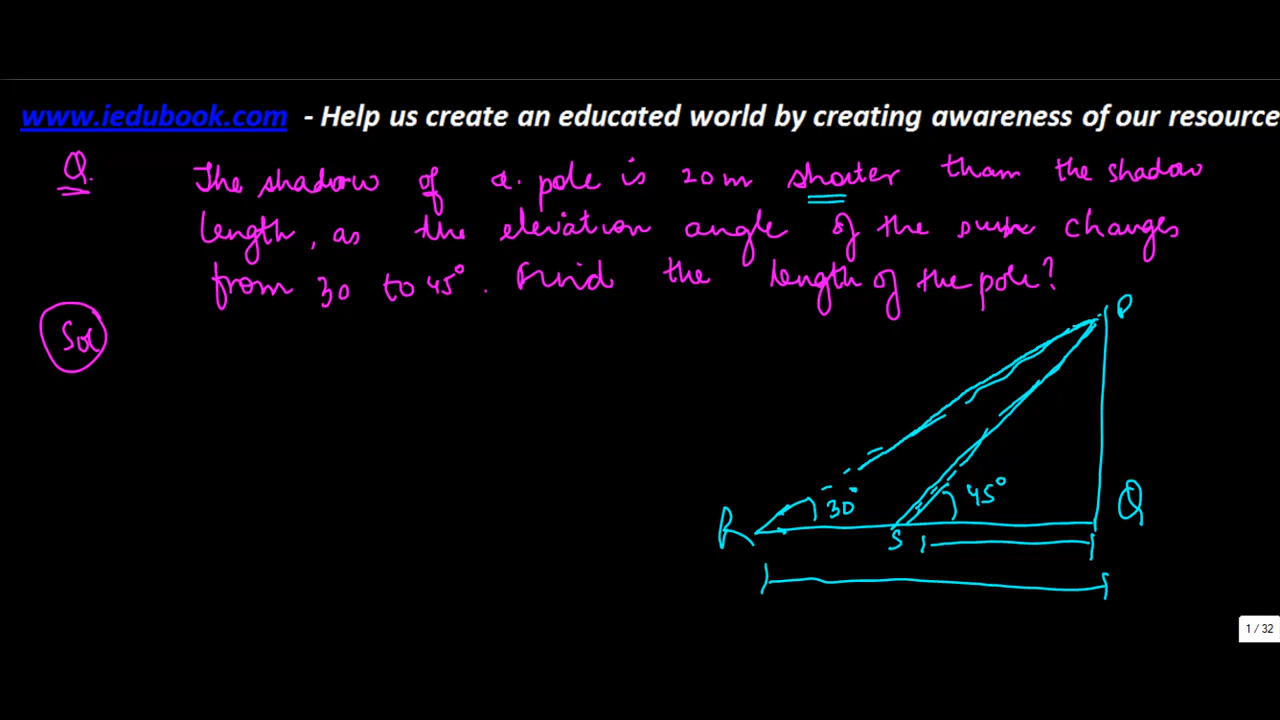 www.iedubook.com - Help us create an educated world by creating awareness of our resource
Q. The shadow of a pole is 20m shorter than the shadow
length, as the elevation angle of the sun changes
from 30 to 45°. Find the length of the pole?
Sol
P
30°
45°
Q
R
S
1 / 32